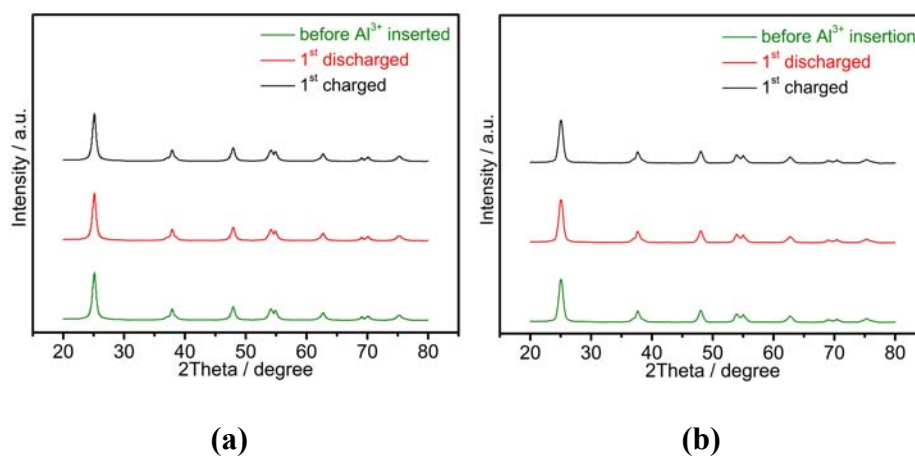 before Al³⁺ inserted
1ˢᵗ discharged
1ˢᵗ charged
Intensity / a.u.
20 30 40 50 60 70 80
2Theta / degree
(a)
before Al³⁺ insertion
1ˢᵗ discharged
1ˢᵗ charged
Intensity / a.u.
20 30 40 50 60 70 80
2Theta / degree
(b)